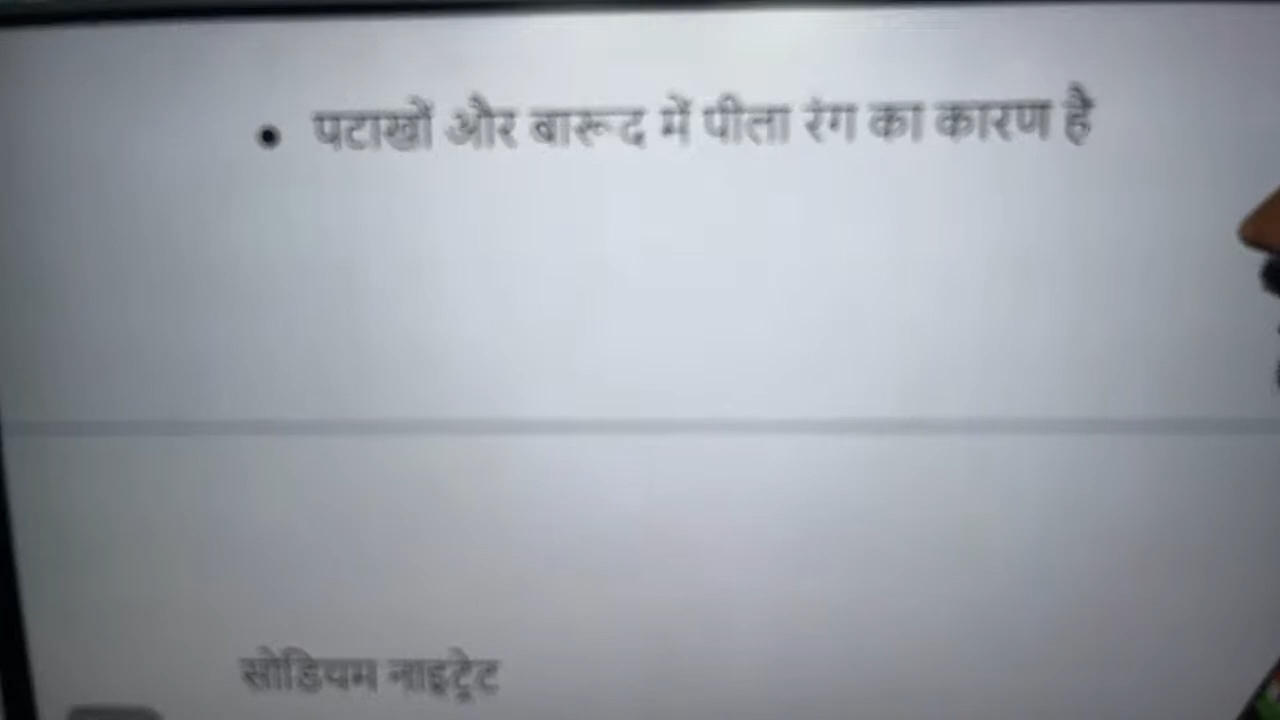 • पटाखों और बारूद में पीता रंग का कारण है
सोडियम नाइट्रेट